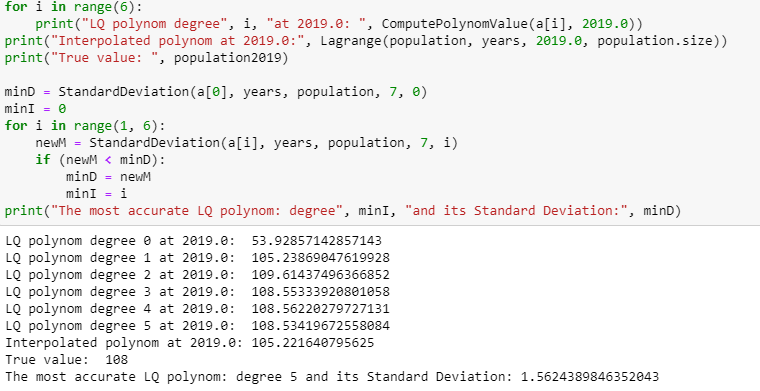 for i in range(6):
    print("LQ polynom degree", i, "at 2019.0: ", ComputePolynomValue(a[i], 2019.0))
print("Interpolated polynom at 2019.0:", Lagrange(population, years, 2019.0, population.size))
print("True value: ", population2019)

minD = StandardDeviation(a[0], years, population, 7, 0)
minI = 0
for i in range(1, 6):
    newM = StandardDeviation(a[i], years, population, 7, i)
    if (newM < minD):
        minD = newM
        minI = i
print("The most accurate LQ polynom: degree", minI, "and its Standard Deviation:", minD)
LQ polynom degree 0 at 2019.0:  53.92857142857143
LQ polynom degree 1 at 2019.0:  105.23869047619928
LQ polynom degree 2 at 2019.0:  109.61437496366852
LQ polynom degree 3 at 2019.0:  108.55333920801058
LQ polynom degree 4 at 2019.0:  108.56220279727131
LQ polynom degree 5 at 2019.0:  108.53419672558084
Interpolated polynom at 2019.0: 105.221640795625
True value:  108
The most accurate LQ polynom: degree 5 and its Standard Deviation: 1.5624389846352043